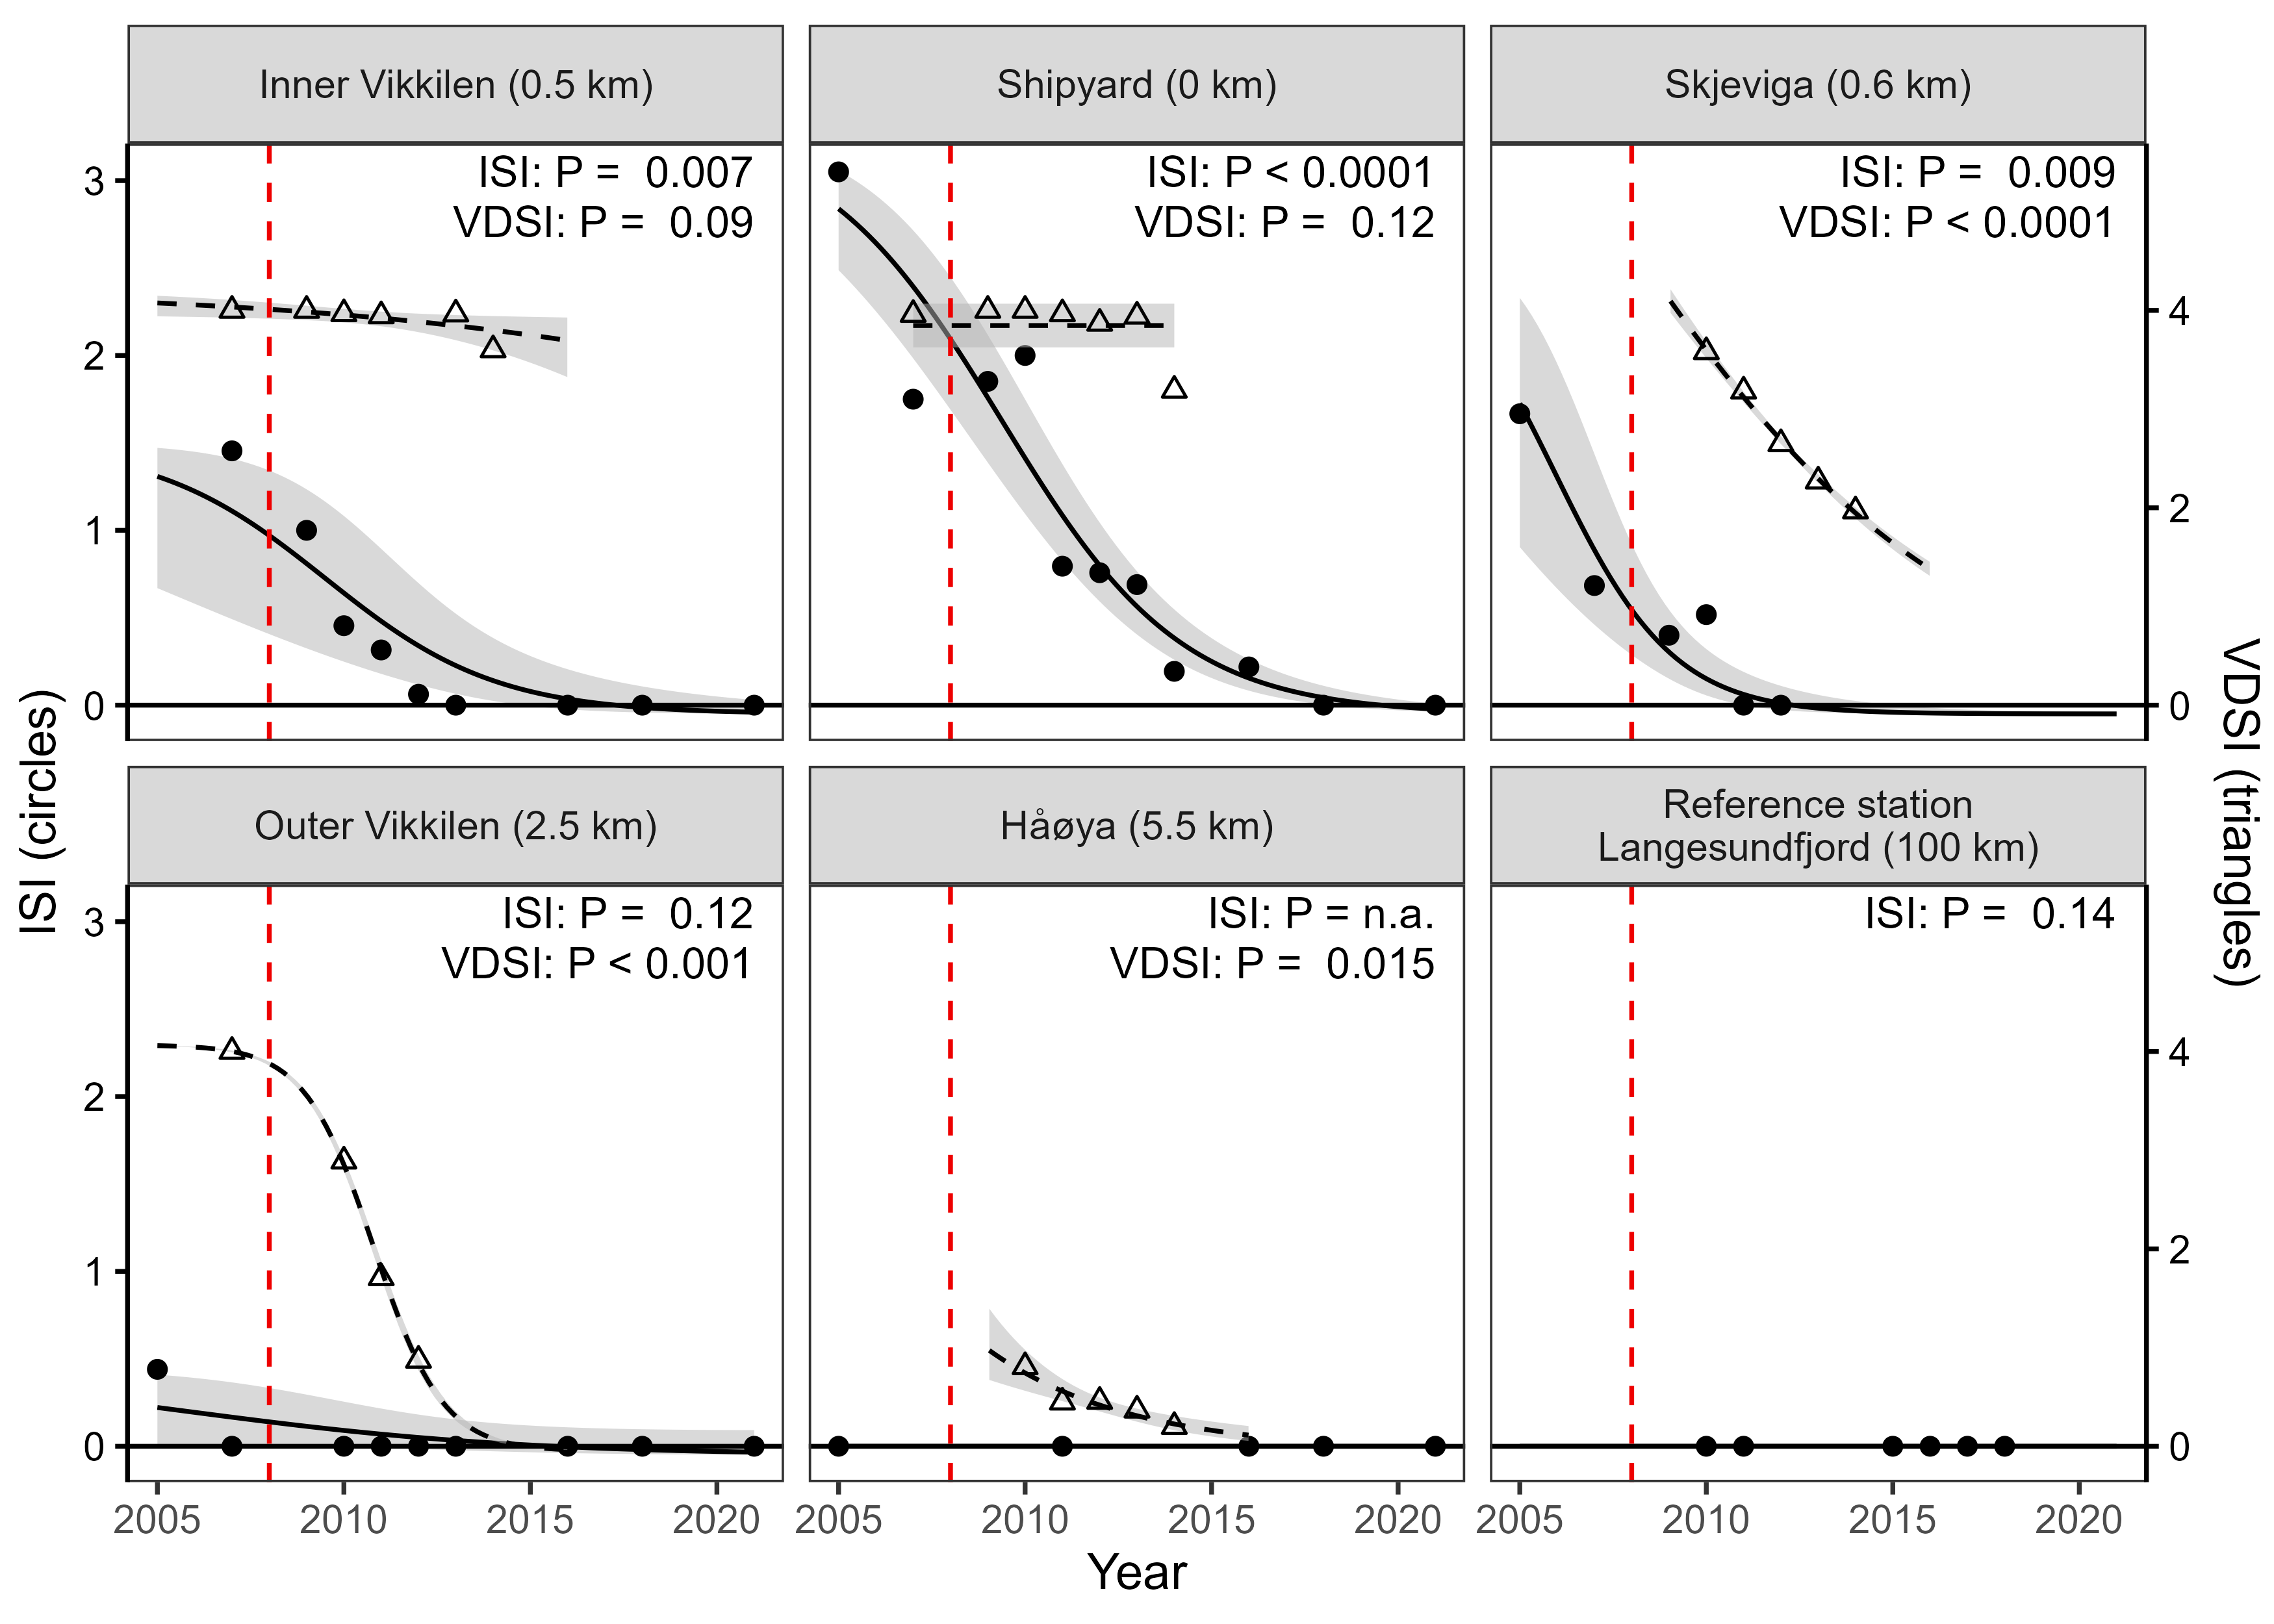 Inner Vikkilen (0.5 km)
Shipyard (0 km)
Skjeviga (0.6 km)
ISI: P =  0.007
VDSI: P =  0.09
ISI: P < 0.0001
VDSI: P =  0.12
ISI: P =  0.009
VDSI: P < 0.0001
3
2
1
0
4
2
0
Outer Vikkilen (2.5 km)
Håøya (5.5 km)
Reference station
Langesundfjord (100 km)
ISI: P =  0.12
VDSI: P < 0.001
ISI: P = n.a.
VDSI: P =  0.015
ISI: P =  0.14
3
2
1
0
4
2
0
2005
2010
2015
2020
2005
2010
2015
2020
2005
2010
2015
2020
Year
ISI (circles)
VDSI (triangles)